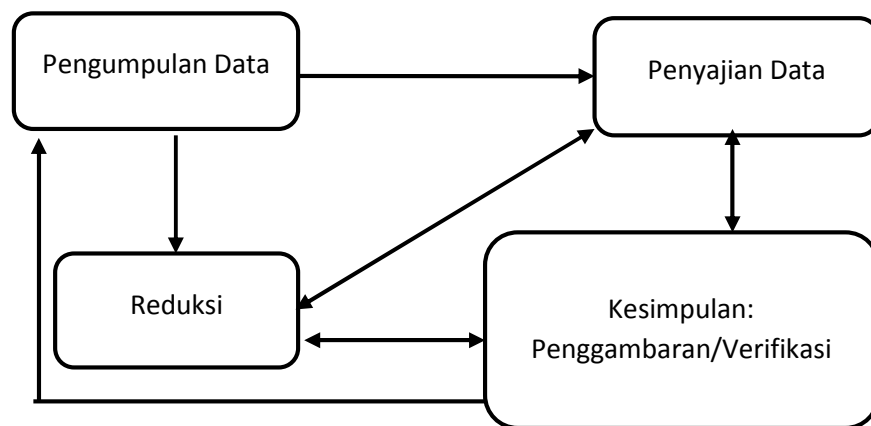 Pengumpulan Data
Penyajian Data
Reduksi
Kesimpulan:
Penggambaran/Verifikasi